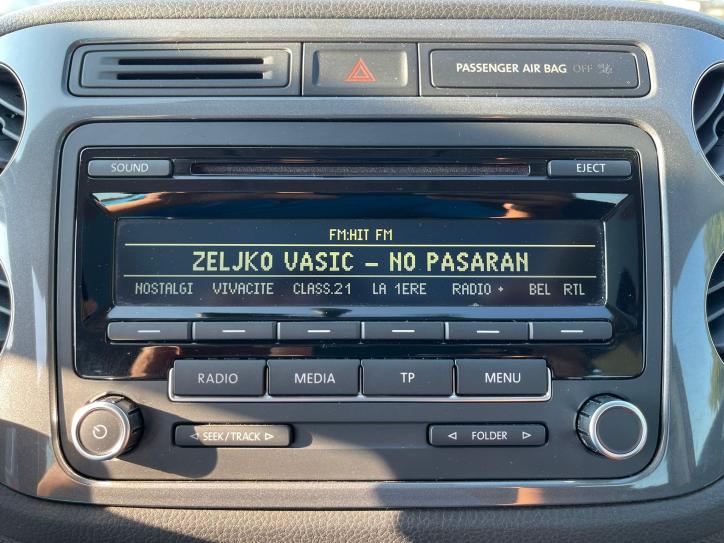 PASSENGER AIR BAG OFF
SOUND
EJECT
FM:HIT FM
ZELJKO VASIC - NO PASARAN
NOSTALGI VIVACITE CLASS.21 LA 1ERE RADIO + BEL RTL
RADIO MEDIA TP MENU
SEEK/TRACK FOLDER